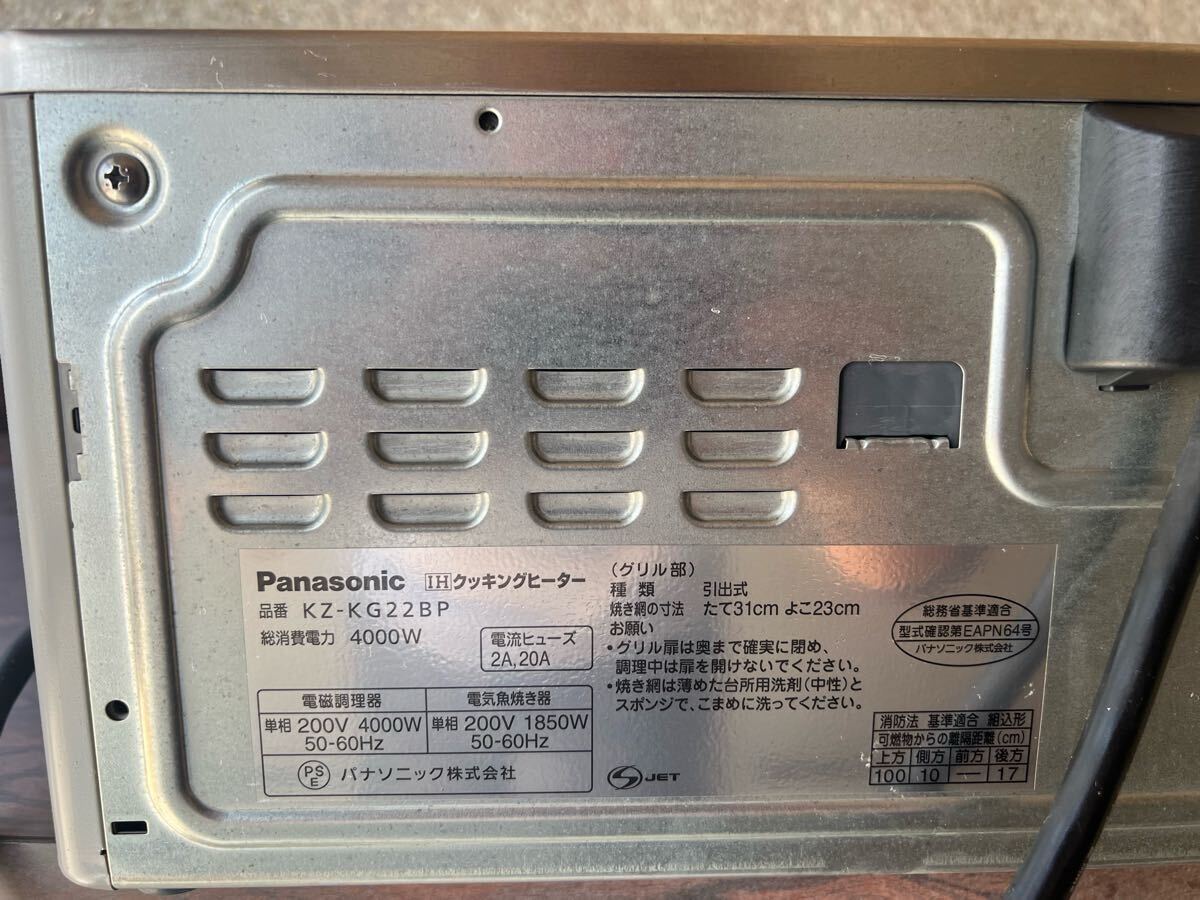 Panasonic IHクッキングヒーター
品番 KZ-KG22BP
総消費電力 4000W
電流ヒューズ
2A,20A
電磁調理器
単相 200V 4000W
50-60Hz
電気魚焼き器
単相 200V 1850W
50-60Hz
PSE パナソニック株式会社
(グリル部)
種類 引出式
焼き網の寸法 たて31cm よこ23cm
お願い
•グリル扉は奥まで確実に閉め、
調理中は扉を開けないでください。
•焼き網は薄めた台所用洗剤(中性)と
スポンジで、こまめに洗ってください。
S JET
総務省基準適合
型式確認第EAPN64号
パナソニック株式会社
消防法 基準適合 組込形
可燃物からの離隔距離(cm)
上方 側方 前方 後方
100 10 — 17